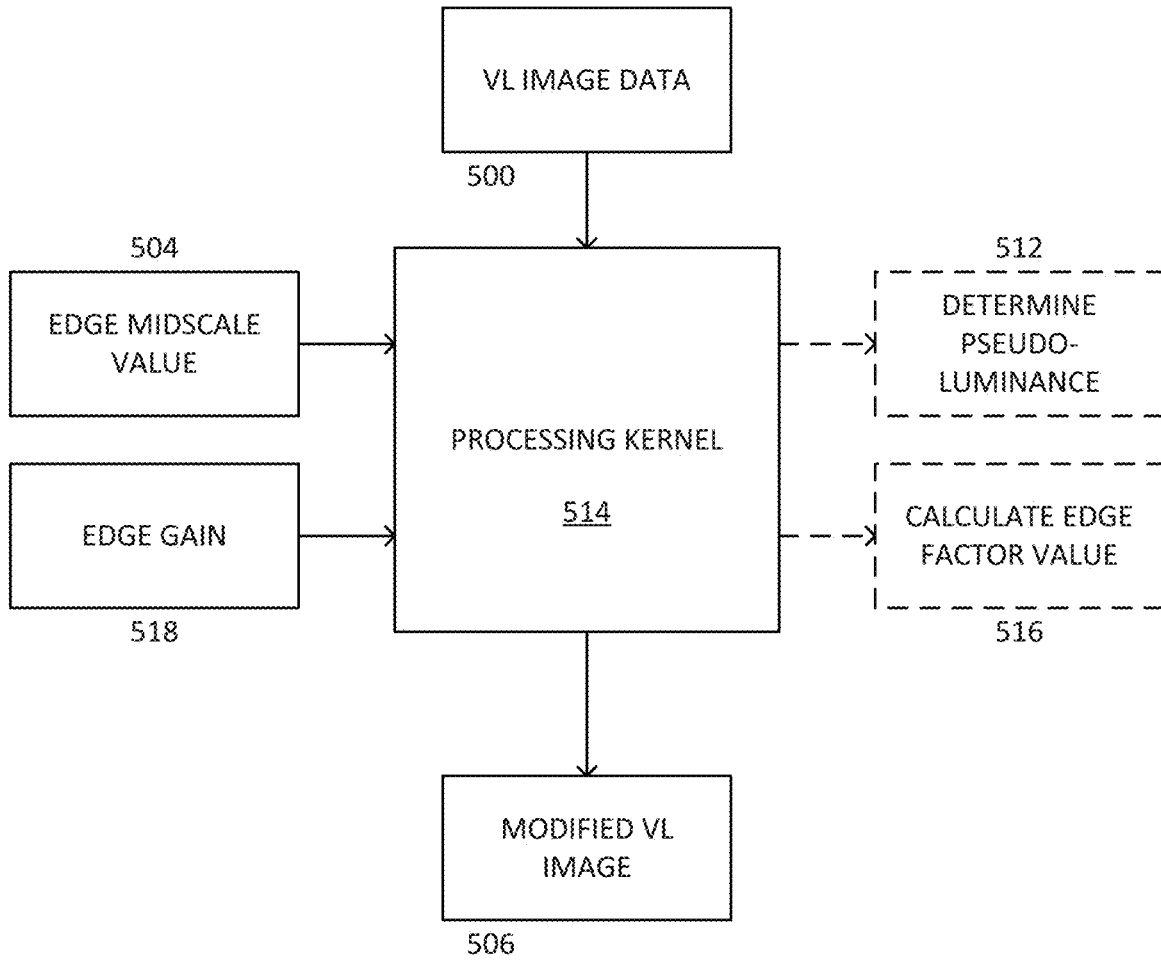 VL IMAGE DATA
500
504
EDGE MIDSCALE
VALUE
512
DETERMINE
PSEUDO-
LUMINANCE
PROCESSING KERNEL
514
EDGE GAIN
518
CALCULATE EDGE
FACTOR VALUE
516
MODIFIED VL
IMAGE
506